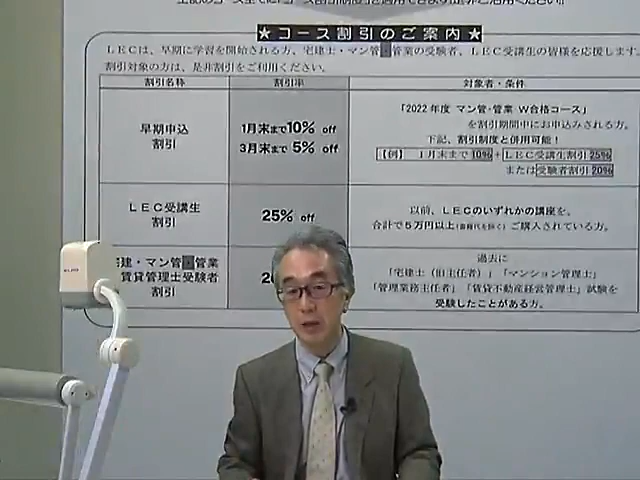 ★コース割引のご案内★
LECは、早期に学習を開始される方、宅建士・マン管・管業の受験者、LEC受講生の皆様を応援します。
割引対象の方は、是非割引をご利用ください。
割引名称 割引率 対象者・条件
早期申込
割引
1月末まで10% off
3月末まで 5% off
「2022年度 マン管・管業 W合格コース」
を割引期間中にお申込みされる方。
下記、割引制度と併用可能!
【例】 1月末まで10%+LEC受講生割引25%
または受験者割引20%
LEC受講生
割引
25% off
以前、LECのいずれかの講座を、
合計で5万円以上(書籍代を除く)ご購入されている方。
宅建・マン管・管業
賃貸管理士受験者
割引
過去に
「宅建士(旧主任者)」「マンション管理士」
「管理業務主任者」「賃貸不動産経営管理士」試験を
受験したことがある方。